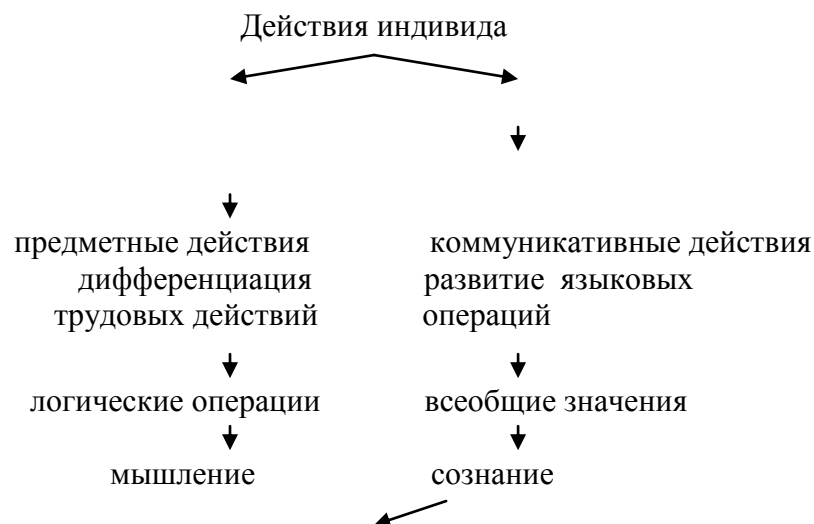 Действия индивида
предметные действия коммуникативные действия
дифференциация развитие языковых
трудовых действий операций
логические операции всеобщие значения
мышление сознание